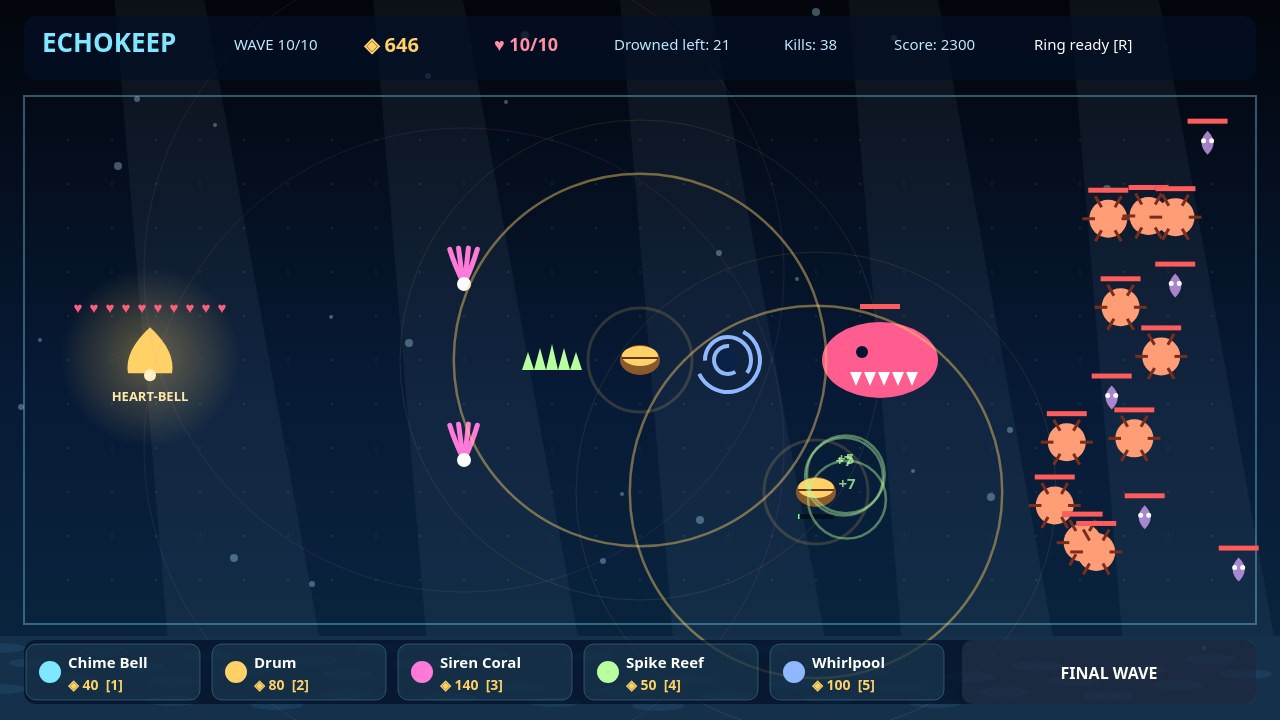 ECHOKEEP
WAVE 10/10
◈ 646
♥ 10/10
Drowned left: 21
Kills: 38
Score: 2300
Ring ready [R]
HEART-BELL
+7
Chime Bell
◈ 40 [1]
Drum
◈ 80 [2]
Siren Coral
◈ 140 [3]
Spike Reef
◈ 50 [4]
Whirlpool
◈ 100 [5]
FINAL WAVE